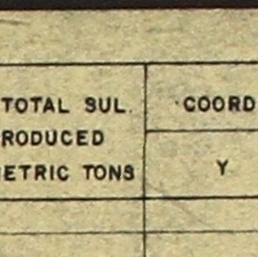 TOTAL SUL.
RODUCED
ETRIC TONS
COORD
Y